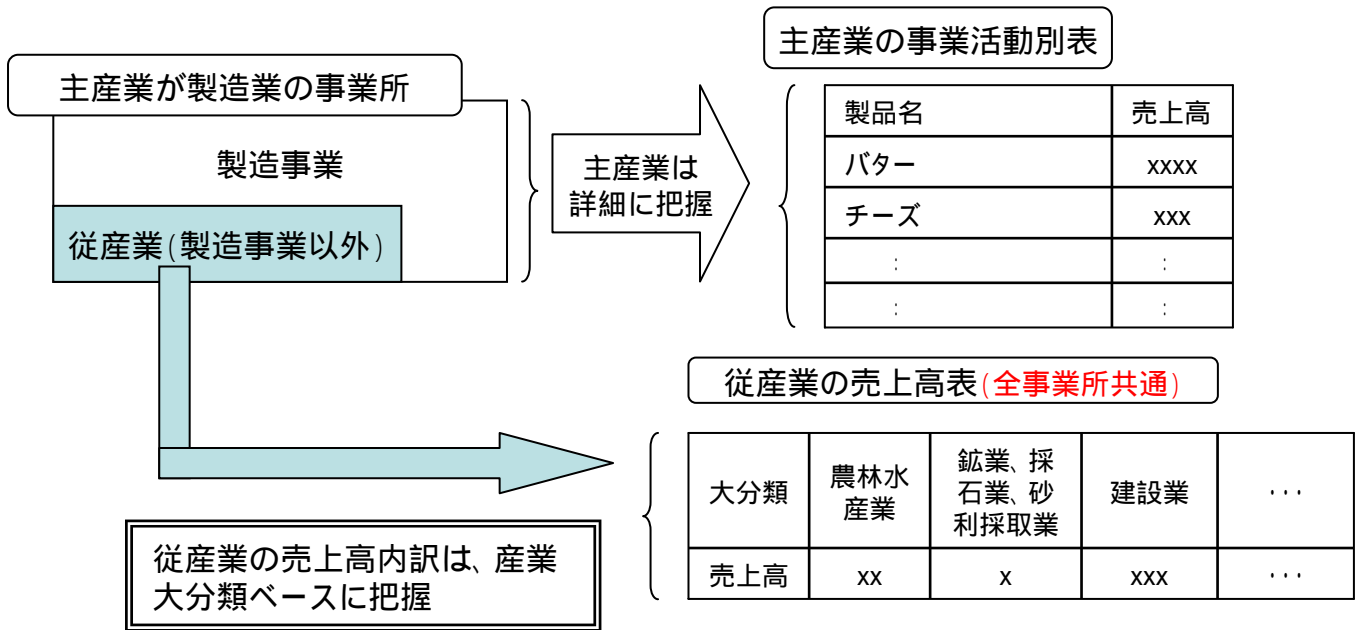 主産業の事業活動別表
主産業が製造業の事業所
製造事業
従産業(製造事業以外)
主産業は
詳細に把握
製品名 売上高
バター xxxx
チーズ xxx
: :
: :
従産業の売上高表(全事業所共通)
大分類 農林水産業 鉱業、採石業、砂利採取業 建設業 ・・・
売上高 xx x xxx ・・・
従産業の売上高内訳は、産業
大分類ベースに把握